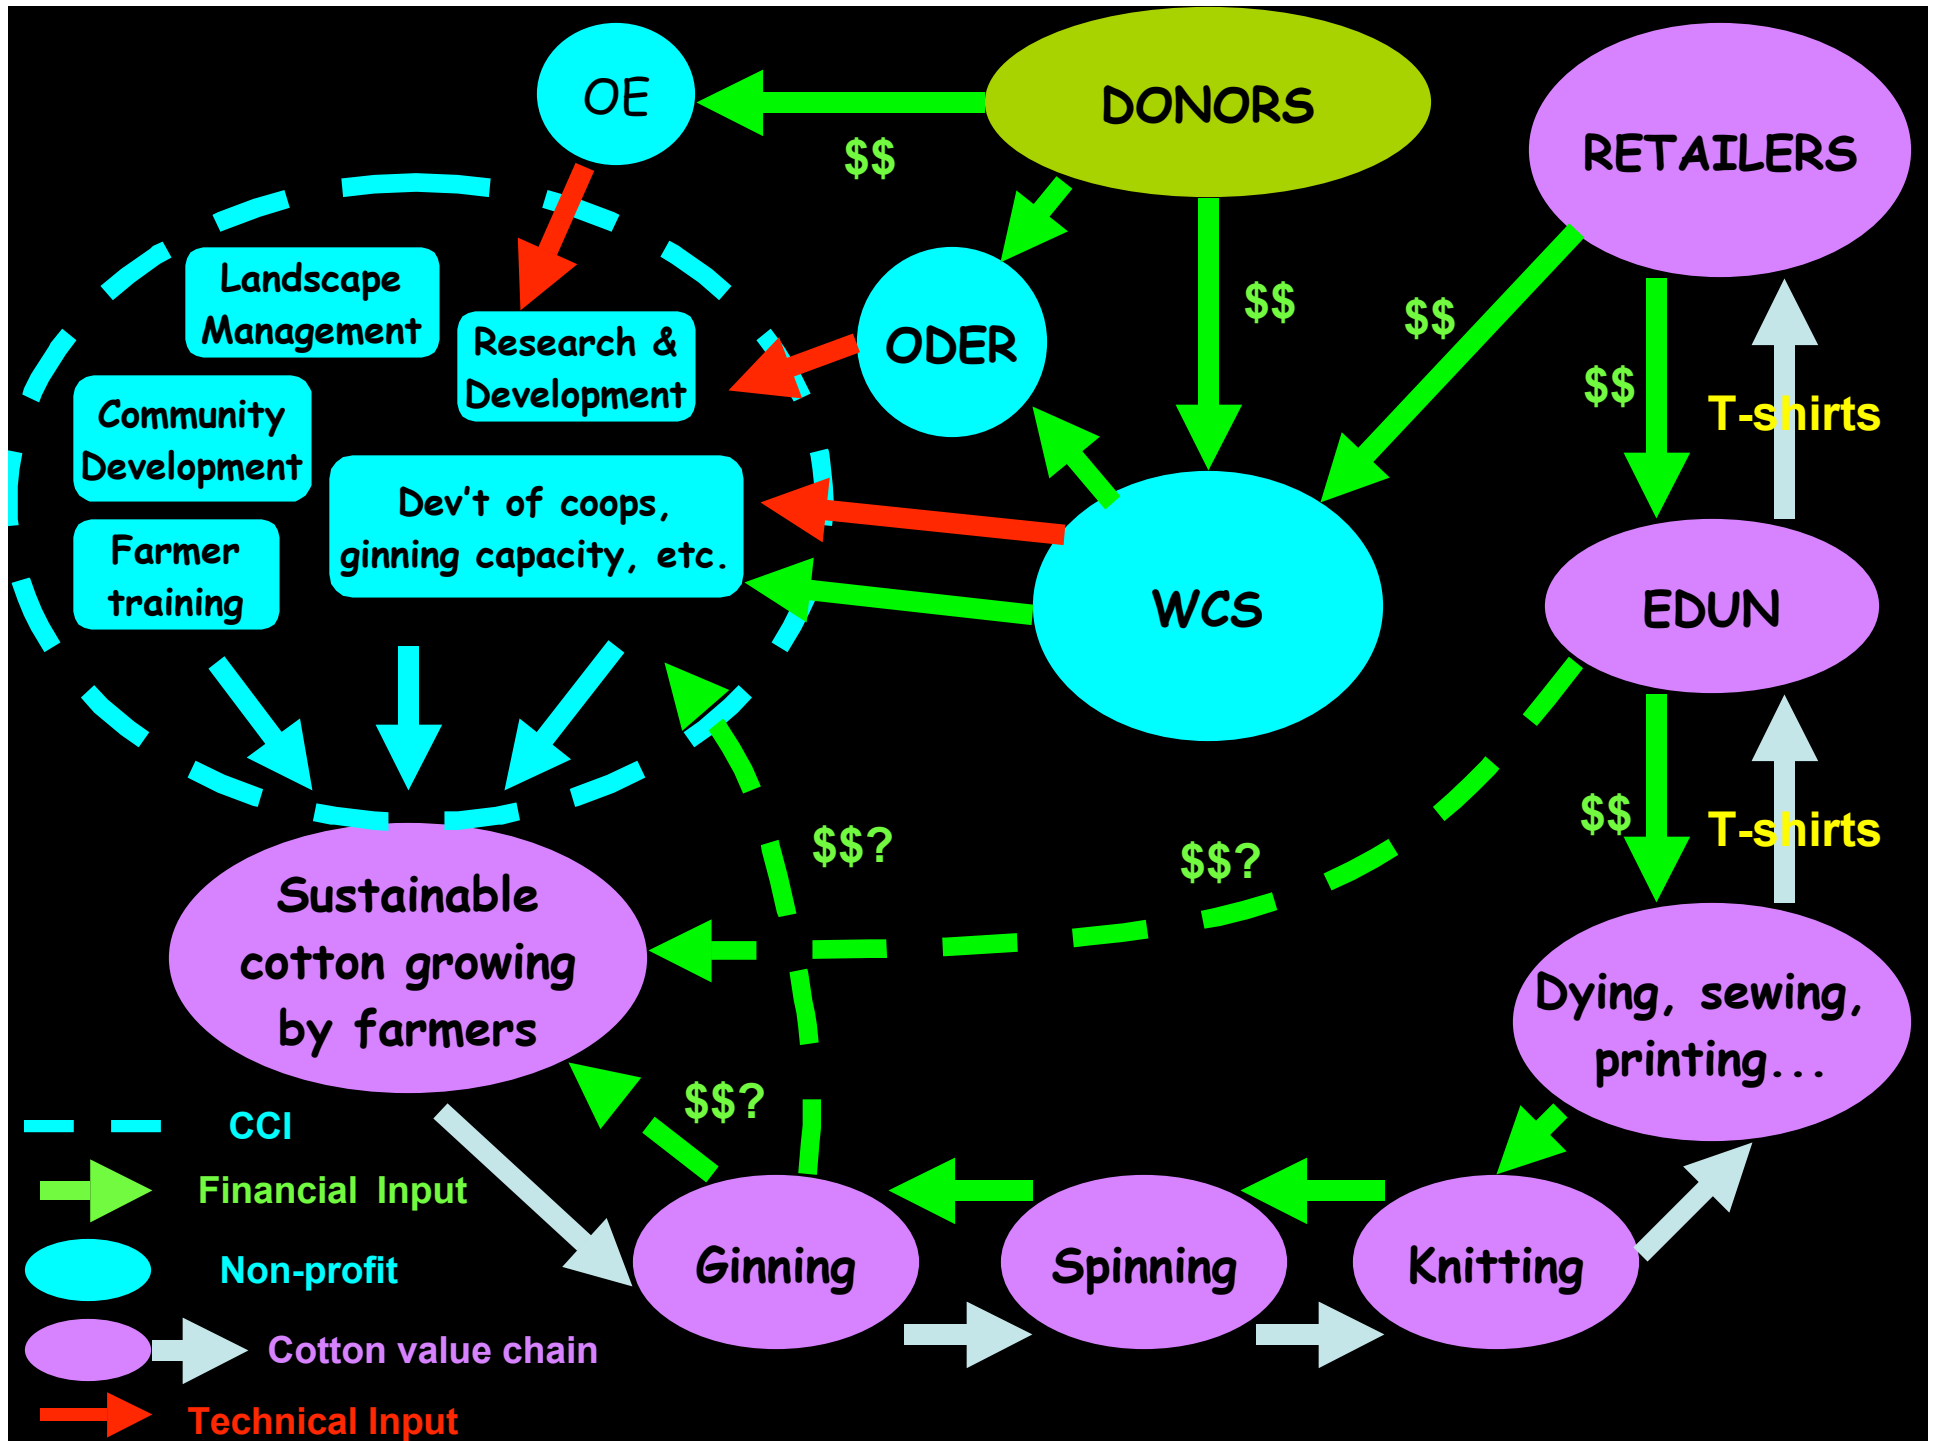 OE
DONORS
RETAILERS
$$
Landscape
Management
Research &
Development
ODER
$$
$$
$$
T-shirts
Community
Development
Dev't of coops,
ginning capacity, etc.
Farmer
training
WCS
EDUN
$$
T-shirts
$$?
$$?
Sustainable
cotton growing
by farmers
Dying, sewing,
printing...
$$?
CCI
Financial Input
Non-profit
Cotton value chain
Technical Input
Ginning
Spinning
Knitting